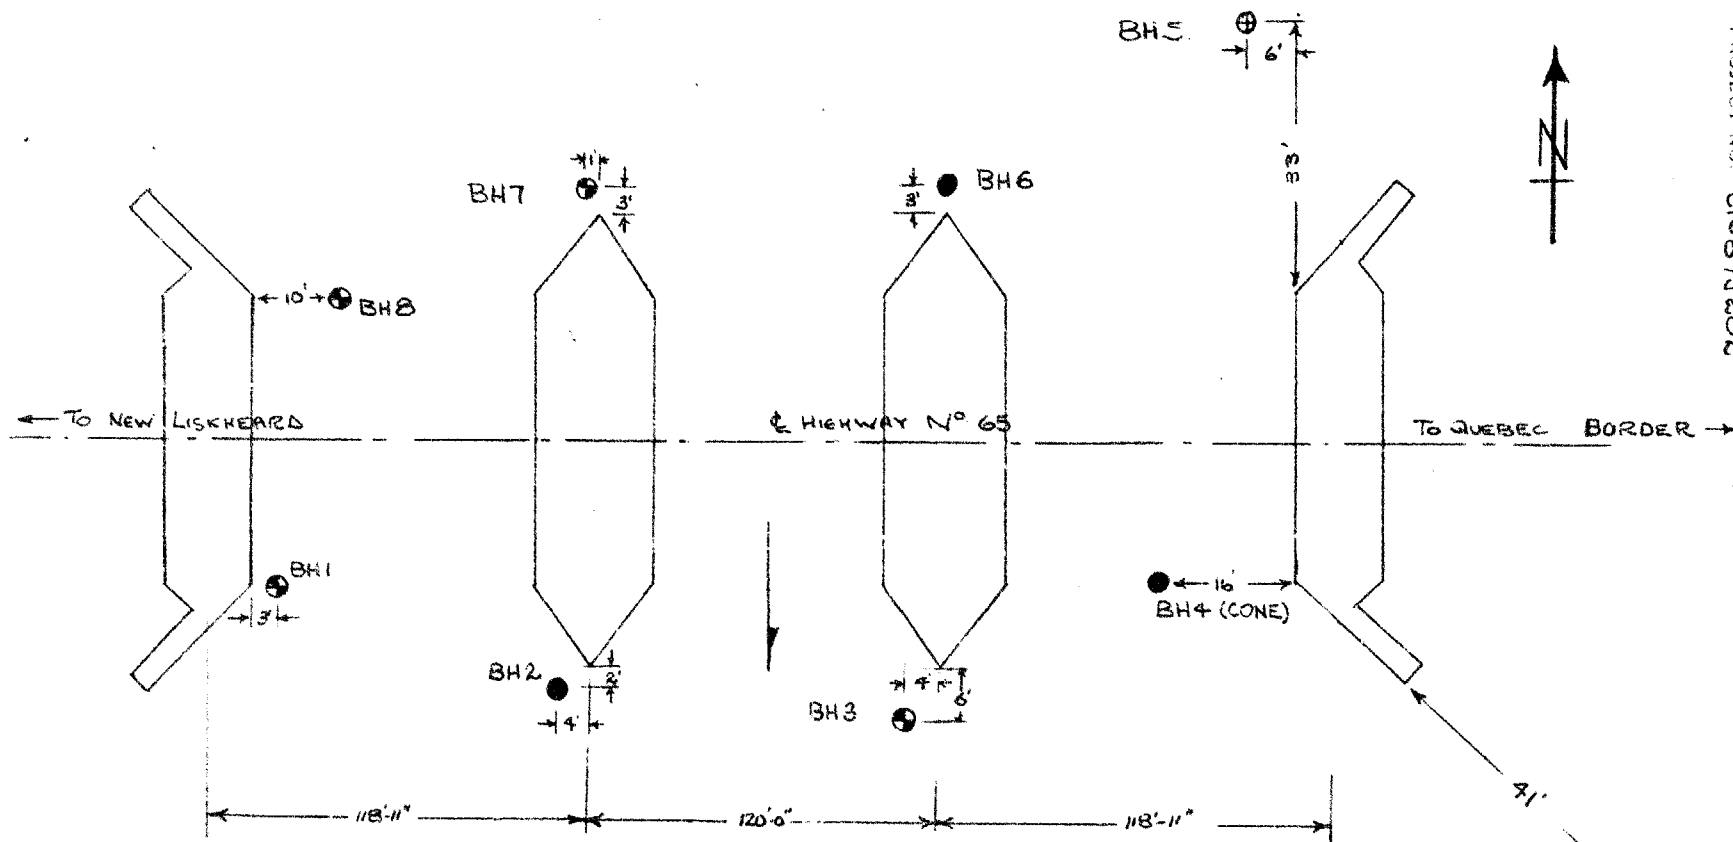 BH5
6'
33'
N
BH7
1'
3'
3'
BH6
10'
BH8
← TO NEW LISKHEARD
℄ HIGHWAY Nº 65
TO QUEBEC BORDER →
BH1
3'
16'
BH4 (CONE)
BH2
2'
4'
BH3
4'
6'
118'-11"
120'-0"
118'-11"